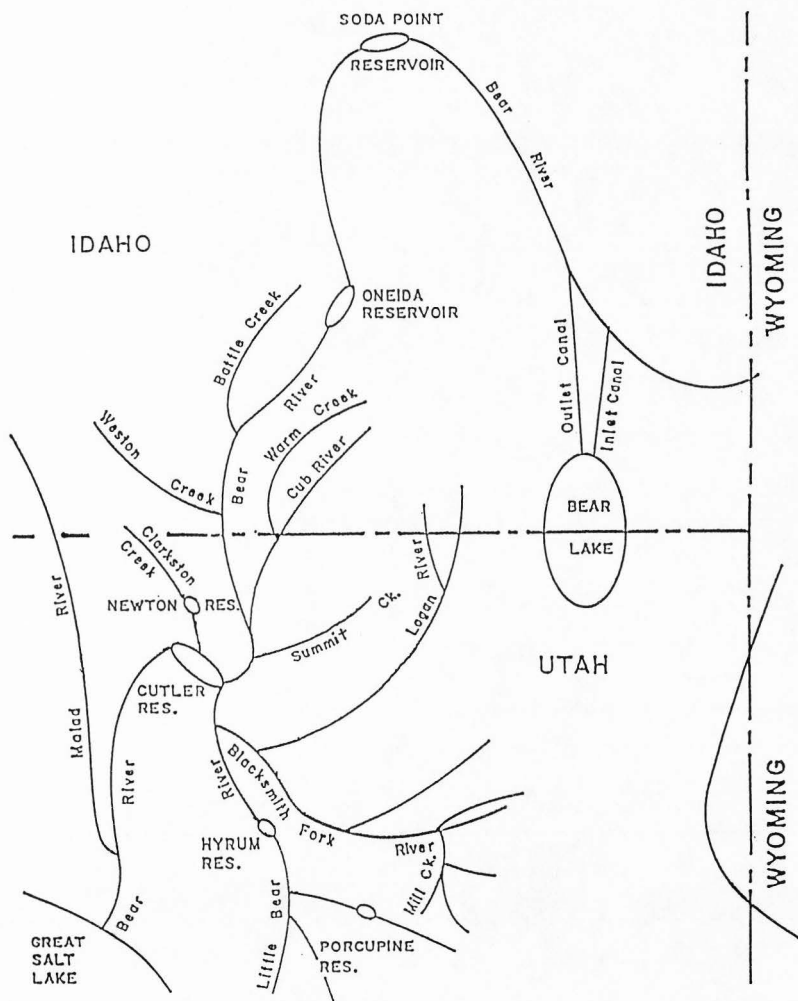 SODA POINT
RESERVOIR
Bear
River
IDAHO
IDAHO
WYOMING
ONEIDA
RESERVOIR
Battle Creek
River
Outlet Canal
Inlet Canal
Warm Creek
Cub River
Weston
Creek
Bear
BEAR
LAKE
Clarkston
Creek
River
River
Logan
NEWTON RES.
Summit Ck.
UTAH
CUTLER
RES.
Malad
River
River
Blacksmith
Fork
River
HYRUM
RES.
Mill Ck.
WYOMING
Bear
Little Bear
PORCUPINE
RES.
GREAT
SALT
LAKE